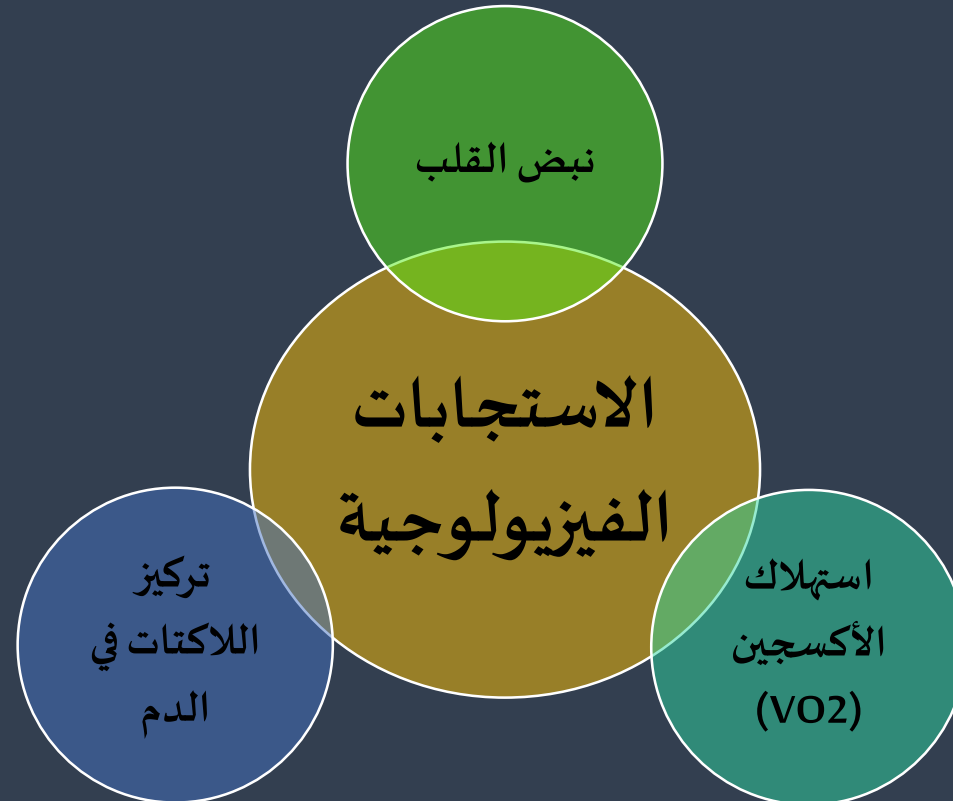 نبض القلب
الاستجابات
الفيزيولوجية
استهلاك
الأكسجين
(VO2)
تركيز
اللاكتات في
الدم